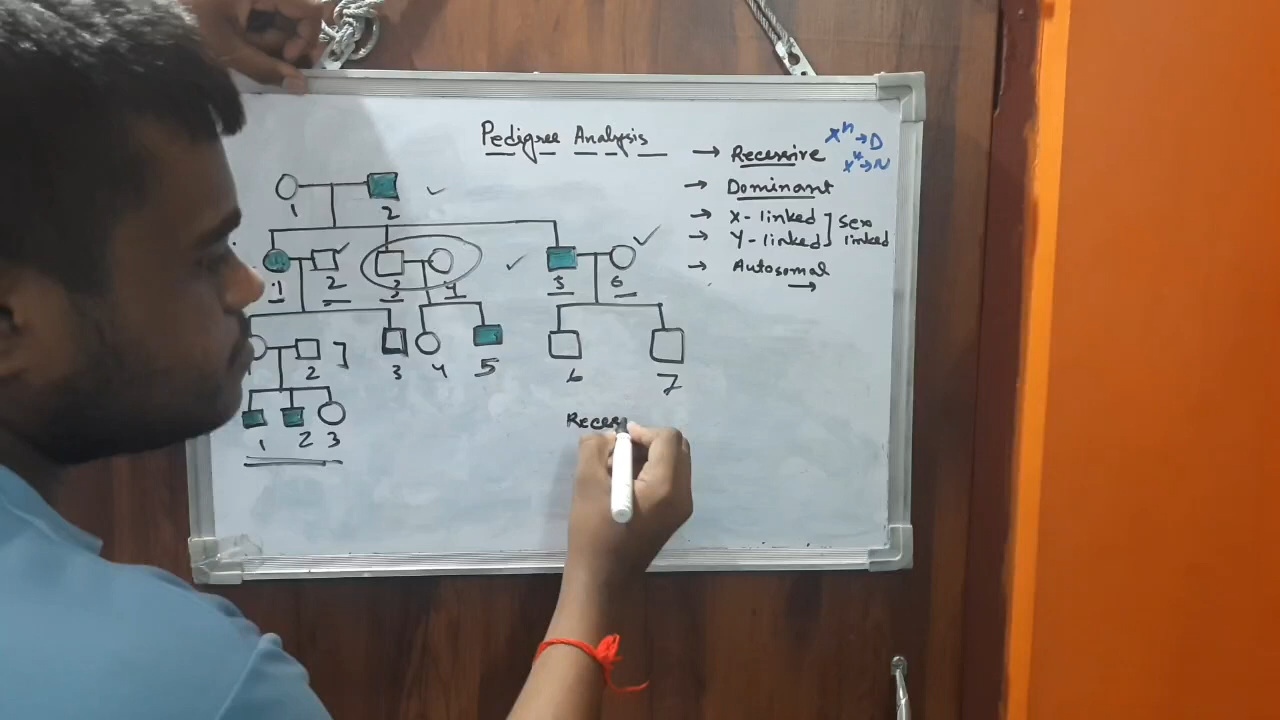 Pedigree Analysis
→ Recessive
→ Dominant
→ X-linked ] Sex
→ Y-linked ] linked
→ Autosomal
→
→ D
→ N
1 2
1 2 3 4 5 6
2 3 4 5 6 7
1 2 3
Reces